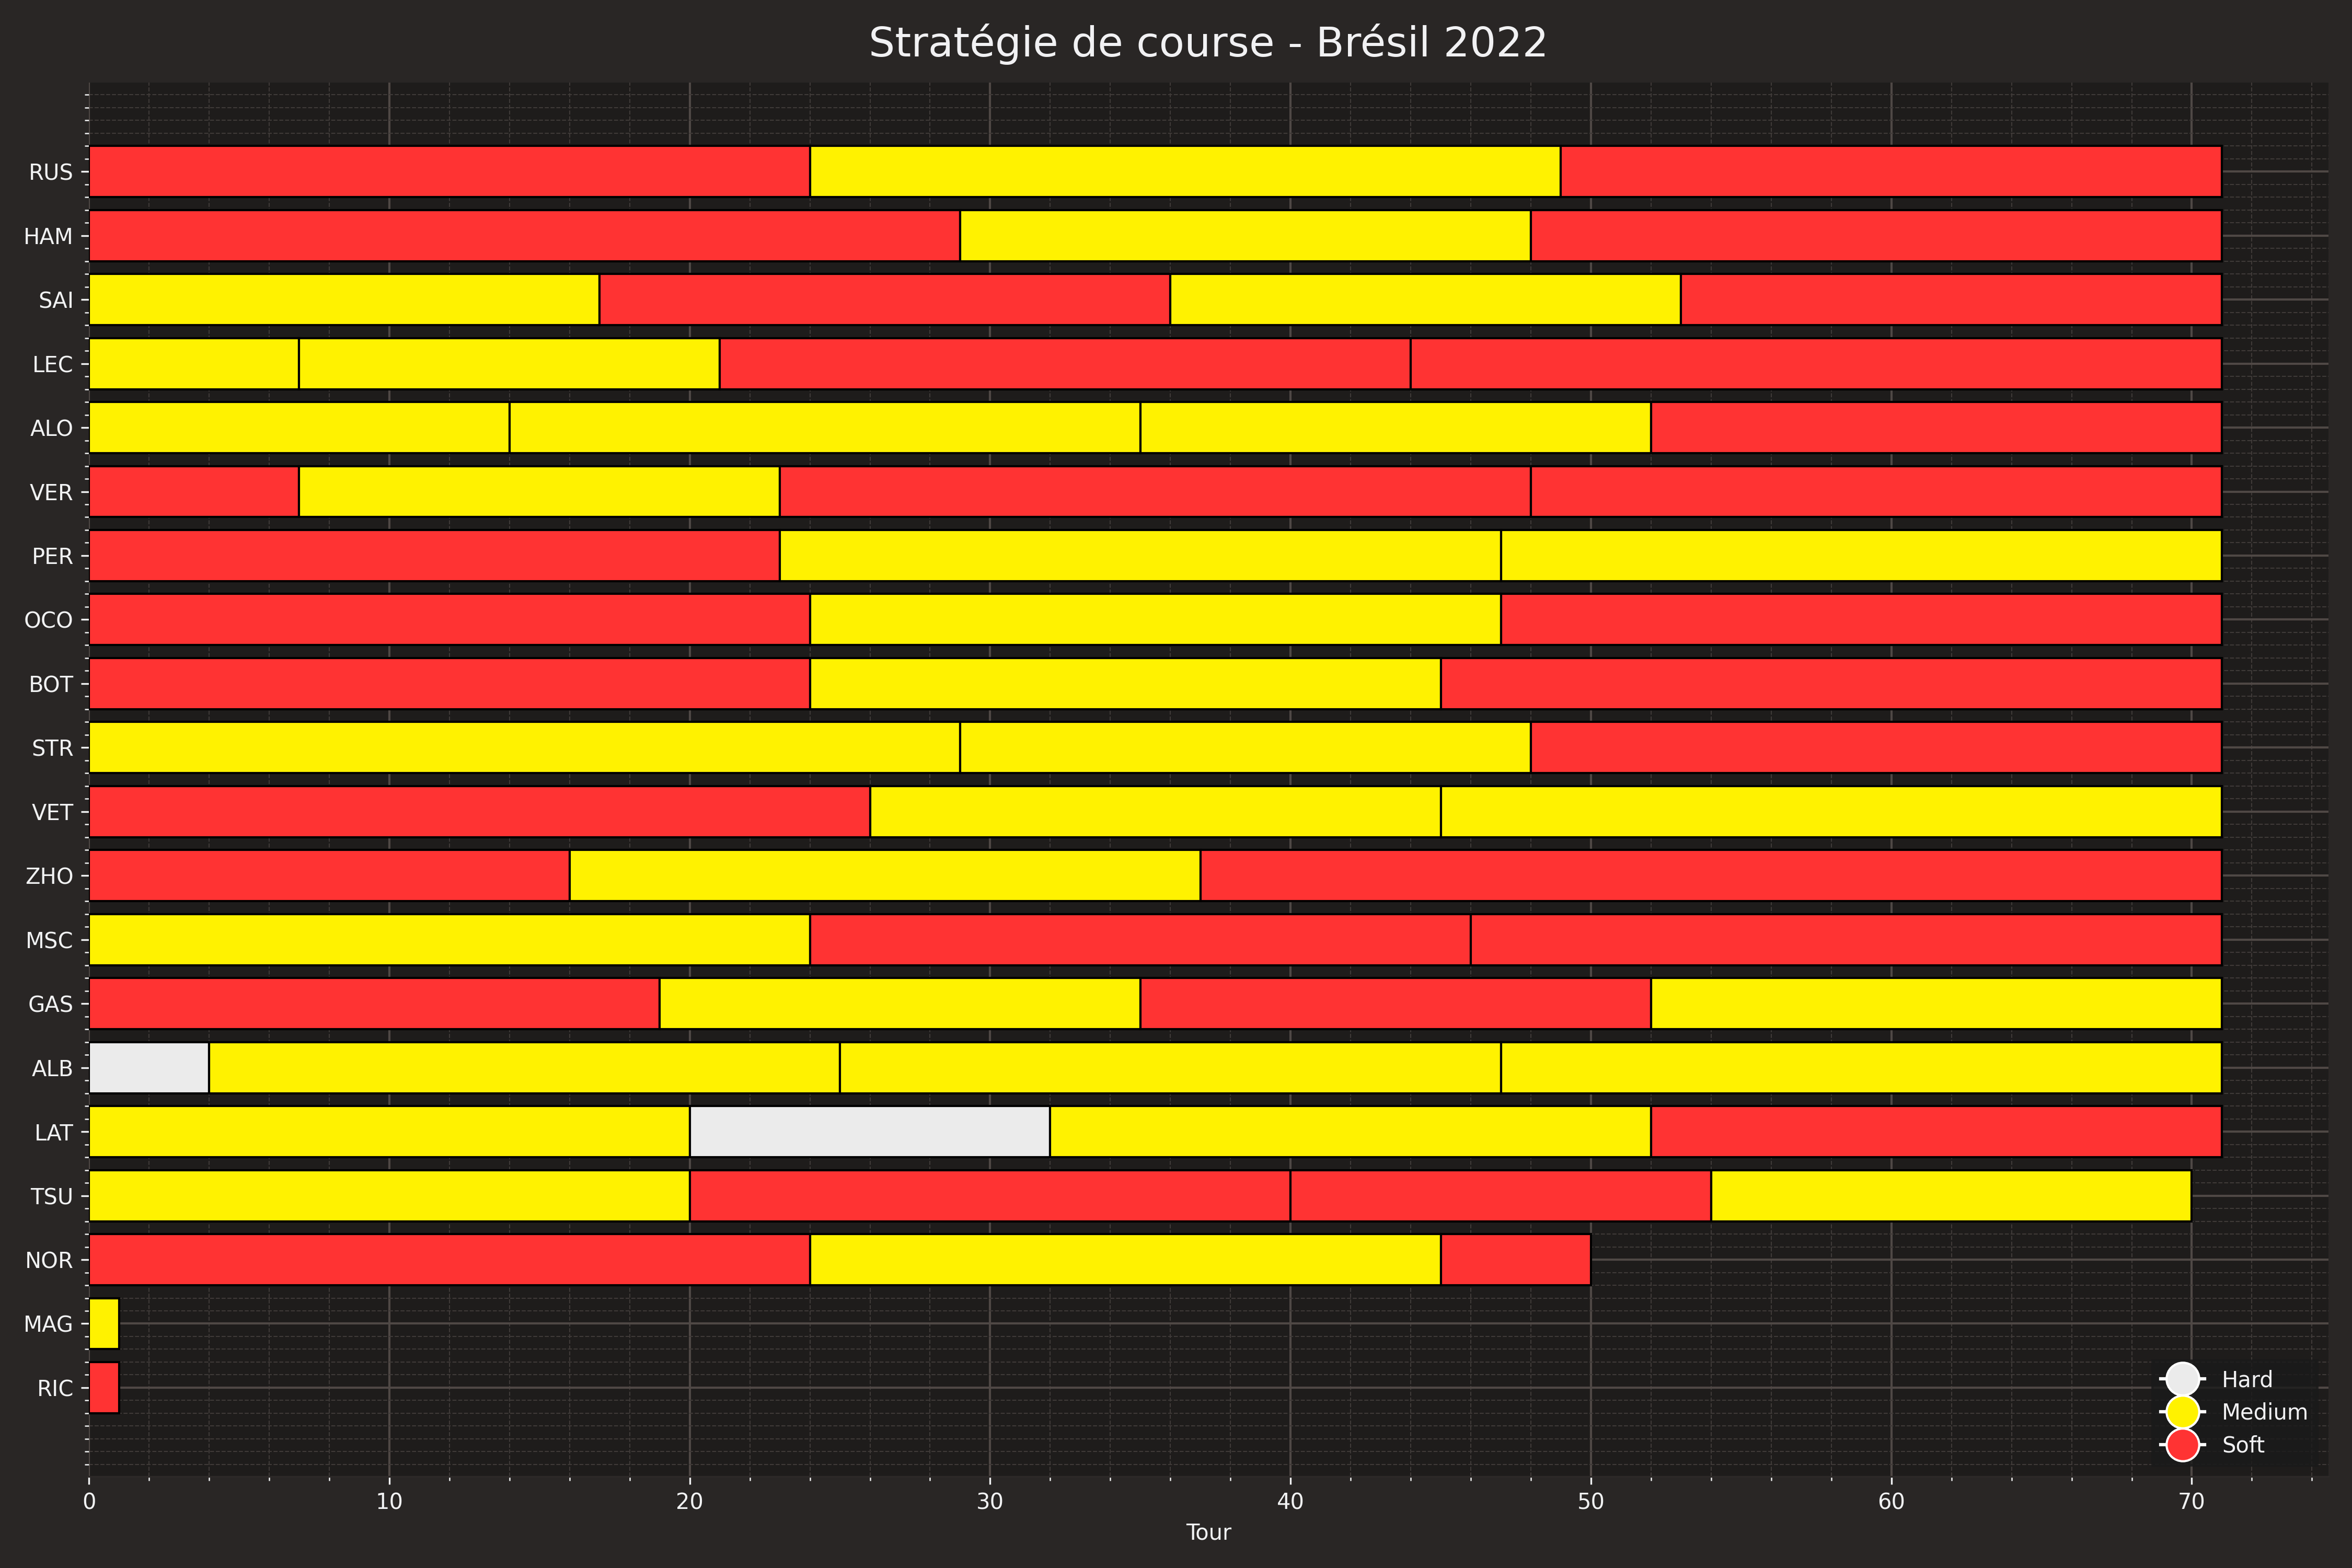 Stratégie de course - Brésil 2022
RUS
HAM
SAI
LEC
ALO
VER
PER
OCO
BOT
STR
VET
ZHO
MSC
GAS
ALB
LAT
TSU
NOR
MAG
RIC
Hard
Medium
Soft
0 10 20 30 40 50 60 70
Tour